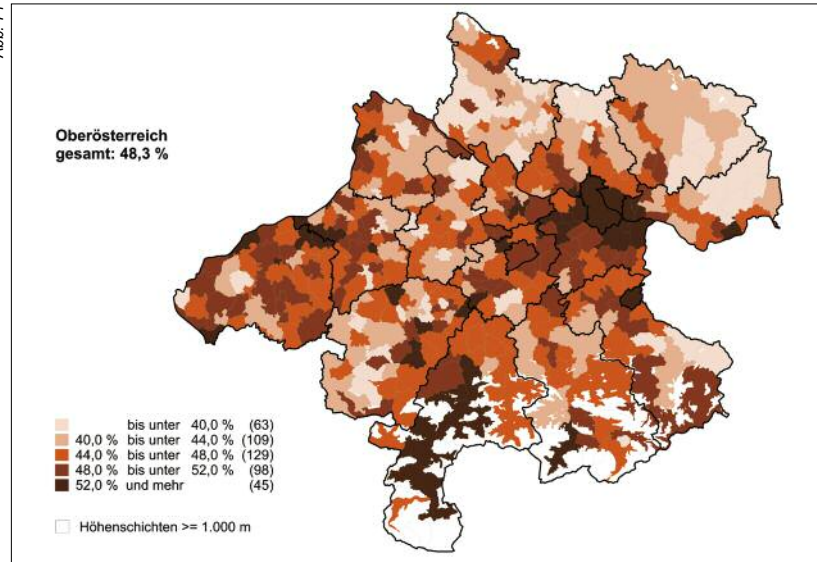 Oberösterreich
gesamt: 48,3 %
bis unter 40,0 % (63)
40,0 % bis unter 44,0 % (109)
44,0 % bis unter 48,0 % (129)
48,0 % bis unter 52,0 % (98)
52,0 % und mehr (45)
Höhenschichten >= 1.000 m